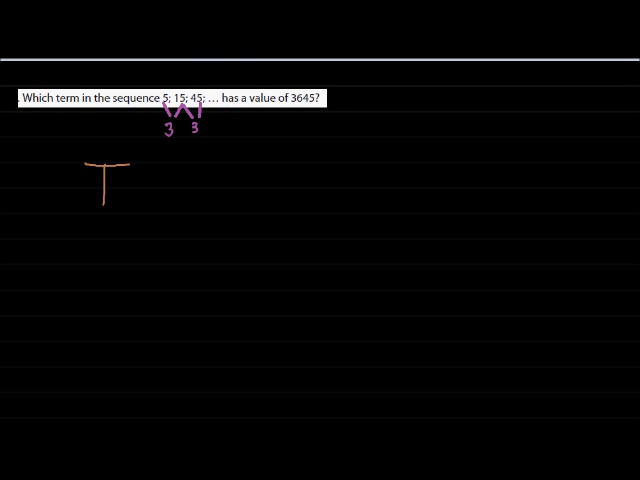 . Which term in the sequence 5; 15; 45; … has a value of 3645?
3 3
T